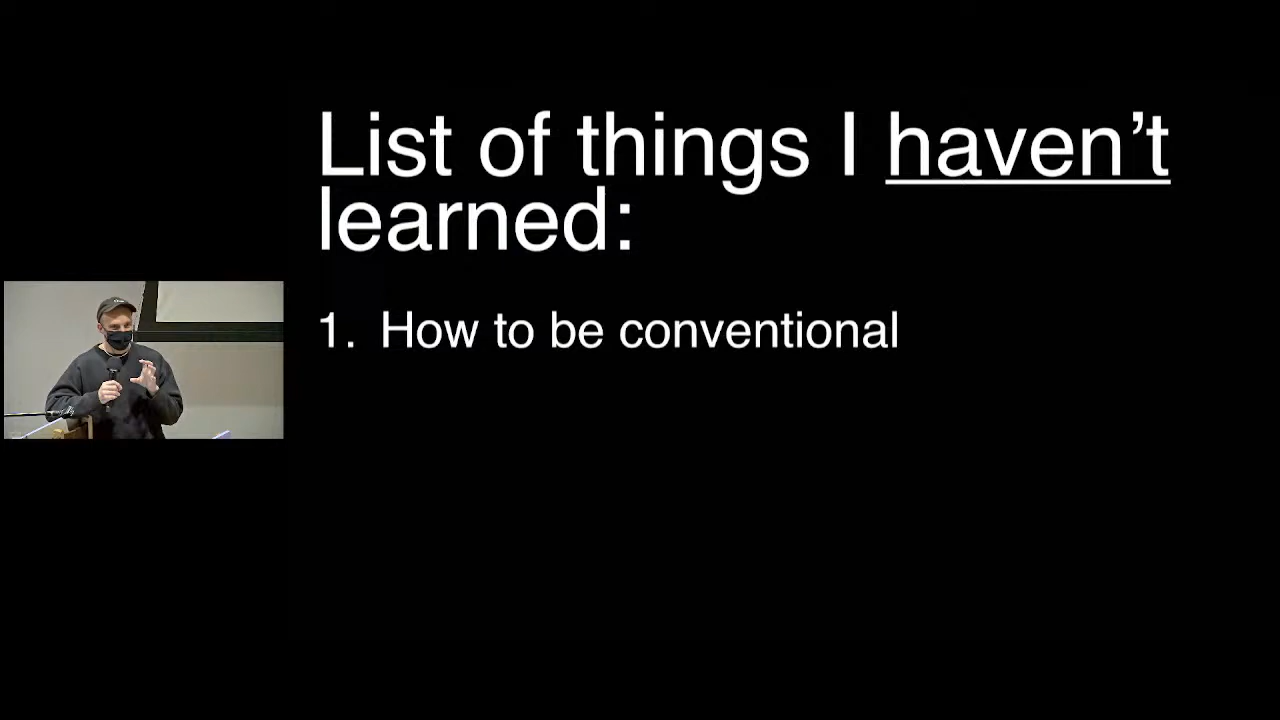 List of things I haven’t
learned:
1. How to be conventional